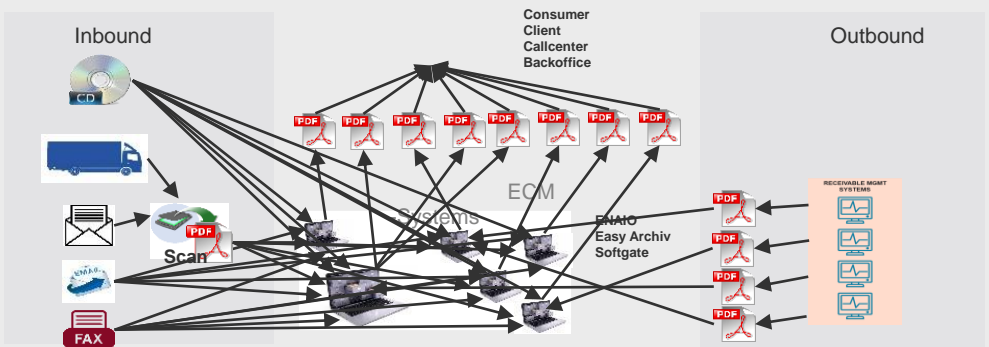 Consumer
Client
Callcenter
Backoffice
Inbound
Outbound
CD
PDF
PDF
PDF
PDF
PDF
PDF
PDF
PDF
RECEIVABLE MGMT
SYSTEMS
ECM
Systems
ENAIO
Easy Archiv
Softgate
PDF
Scan
EMAIL
FAX
PDF
PDF
PDF
PDF